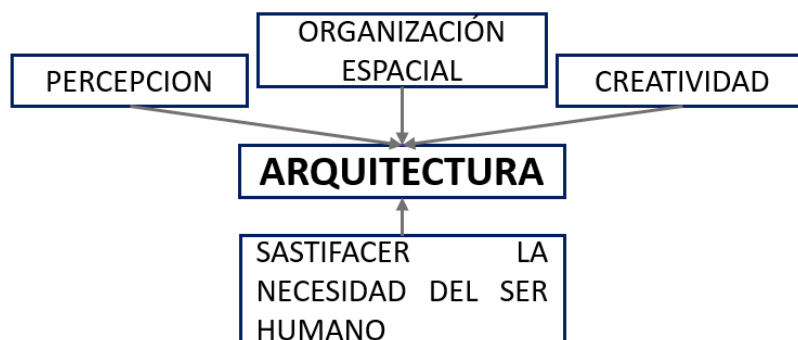 ORGANIZACIÓN
ESPACIAL
PERCEPCION
CREATIVIDAD
ARQUITECTURA
SASTIFACER LA
NECESIDAD DEL SER
HUMANO